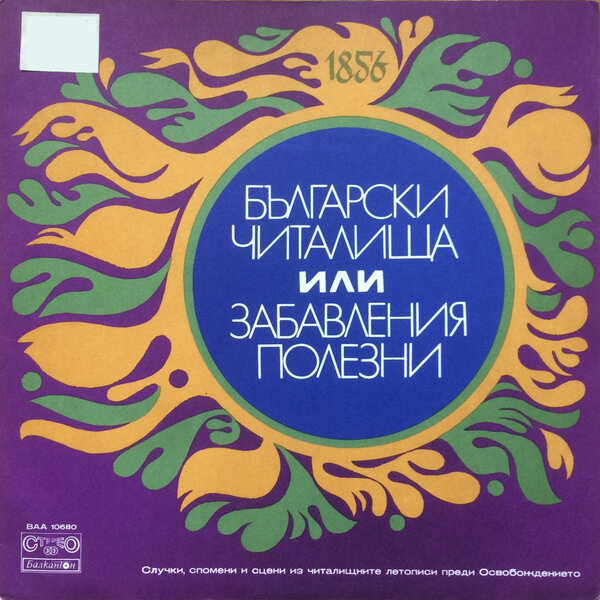 1856
БЪЛГАРСКИ
ЧИТАЛИЩА
ИЛИ
ЗАБАВЛЕНИЯ
ПОЛЕЗНИ
ВАА 10680
СТЕРЕО
Балкантон
Случки, спомени и сцени из читалищните летописи преди Освобождението